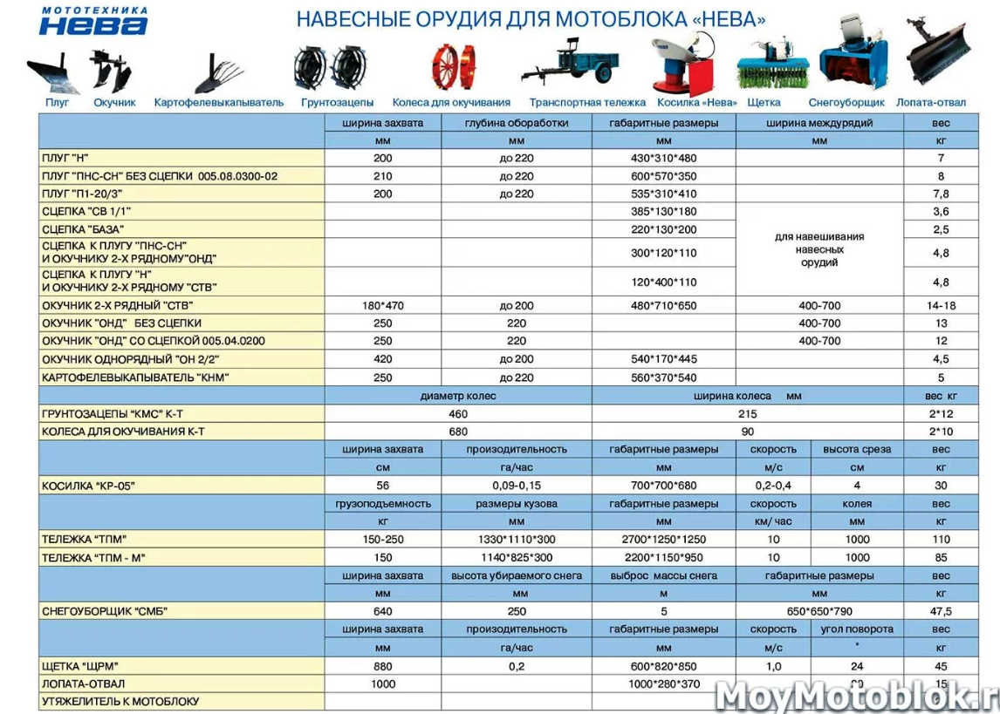 МОТОТЕХНИКА
Нева
НАВЕСНЫЕ ОРУДИЯ ДЛЯ МОТОБЛОКА «НЕВА»
Плуг Окучник Картофелевыкапыватель Грунтозацепы Колеса для окучивания Транспортная тележка Косилка «Нева» Щетка Снегоуборщик Лопата-отвал
ширина захвата глубина обоработки габаритные размеры ширина междурядий вес
мм мм мм мм кг
ПЛУГ "Н" 200 до 220 430*310*480 7
ПЛУГ "ПНС-СН" БЕЗ СЦЕПКИ 005.08.0300-02 210 до 220 600*570*350 8
ПЛУГ "П1-20/3" 200 до 220 535*310*410 7,8
СЦЕПКА "СВ 1/1" 385*130*180 3,6
СЦЕПКА "БАЗА" 220*130*200 2,5
для навешивания
навесных
орудий
СЦЕПКА К ПЛУГУ "ПНС-СН"
И ОКУЧНИКУ 2-Х РЯДНОМУ"ОНД" 300*120*110 4,8
СЦЕПКА К ПЛУГУ "Н"
И ОКУЧНИКУ 2-Х РЯДНОМУ "СТВ" 120*400*110 4,8
ОКУЧНИК 2-Х РЯДНЫЙ "СТВ" 180*470 до 200 480*710*650 400-700 14-18
ОКУЧНИК "ОНД" БЕЗ СЦЕПКИ 250 220 400-700 13
ОКУЧНИК "ОНД" СО СЦЕПКОЙ 005.04.0200 250 220 400-700 12
ОКУЧНИК ОДНОРЯДНЫЙ "ОН 2/2" 420 до 200 540*170*445 4,5
КАРТОФЕЛЕВЫКАПЫВАТЕЛЬ "КНМ" 250 до 220 560*370*540 5
диаметр колес ширина колеса мм вес кг
ГРУНТОЗАЦЕПЫ "КМС" К-Т 460 215 2*12
КОЛЕСА ДЛЯ ОКУЧИВАНИЯ К-Т 680 90 2*10
ширина захвата произодительность габаритные размеры скорость высота среза вес
см га/час мм м/с см кг
КОСИЛКА "КР-05" 56 0,09-0,15 700*700*680 0,2-0,4 4 30
грузоподъемность размеры кузова габаритные размеры скорость колея вес
кг мм мм км/ час мм кг
ТЕЛЕЖКА "ТПМ" 150-250 1330*1110*300 2700*1250*1250 10 1000 110
ТЕЛЕЖКА "ТПМ - М" 150 1140*825*300 2200*1150*950 10 1000 85
ширина захвата высота убираемого снега выброс массы снега габаритные размеры вес
мм мм м мм кг
СНЕГОУБОРЩИК "СМБ" 640 250 5 650*650*790 47,5
ширина захвата произодительность габаритные размеры скорость угол поворота вес
мм га/час мм м/с ° кг
ЩЕТКА "ЩРМ" 880 0,2 600*820*850 1,0 24 45
ЛОПАТА-ОТВАЛ 1000 1000*280*370 15
УТЯЖЕЛИТЕЛЬ К МОТОБЛОКУ
MoyMotoblok.r